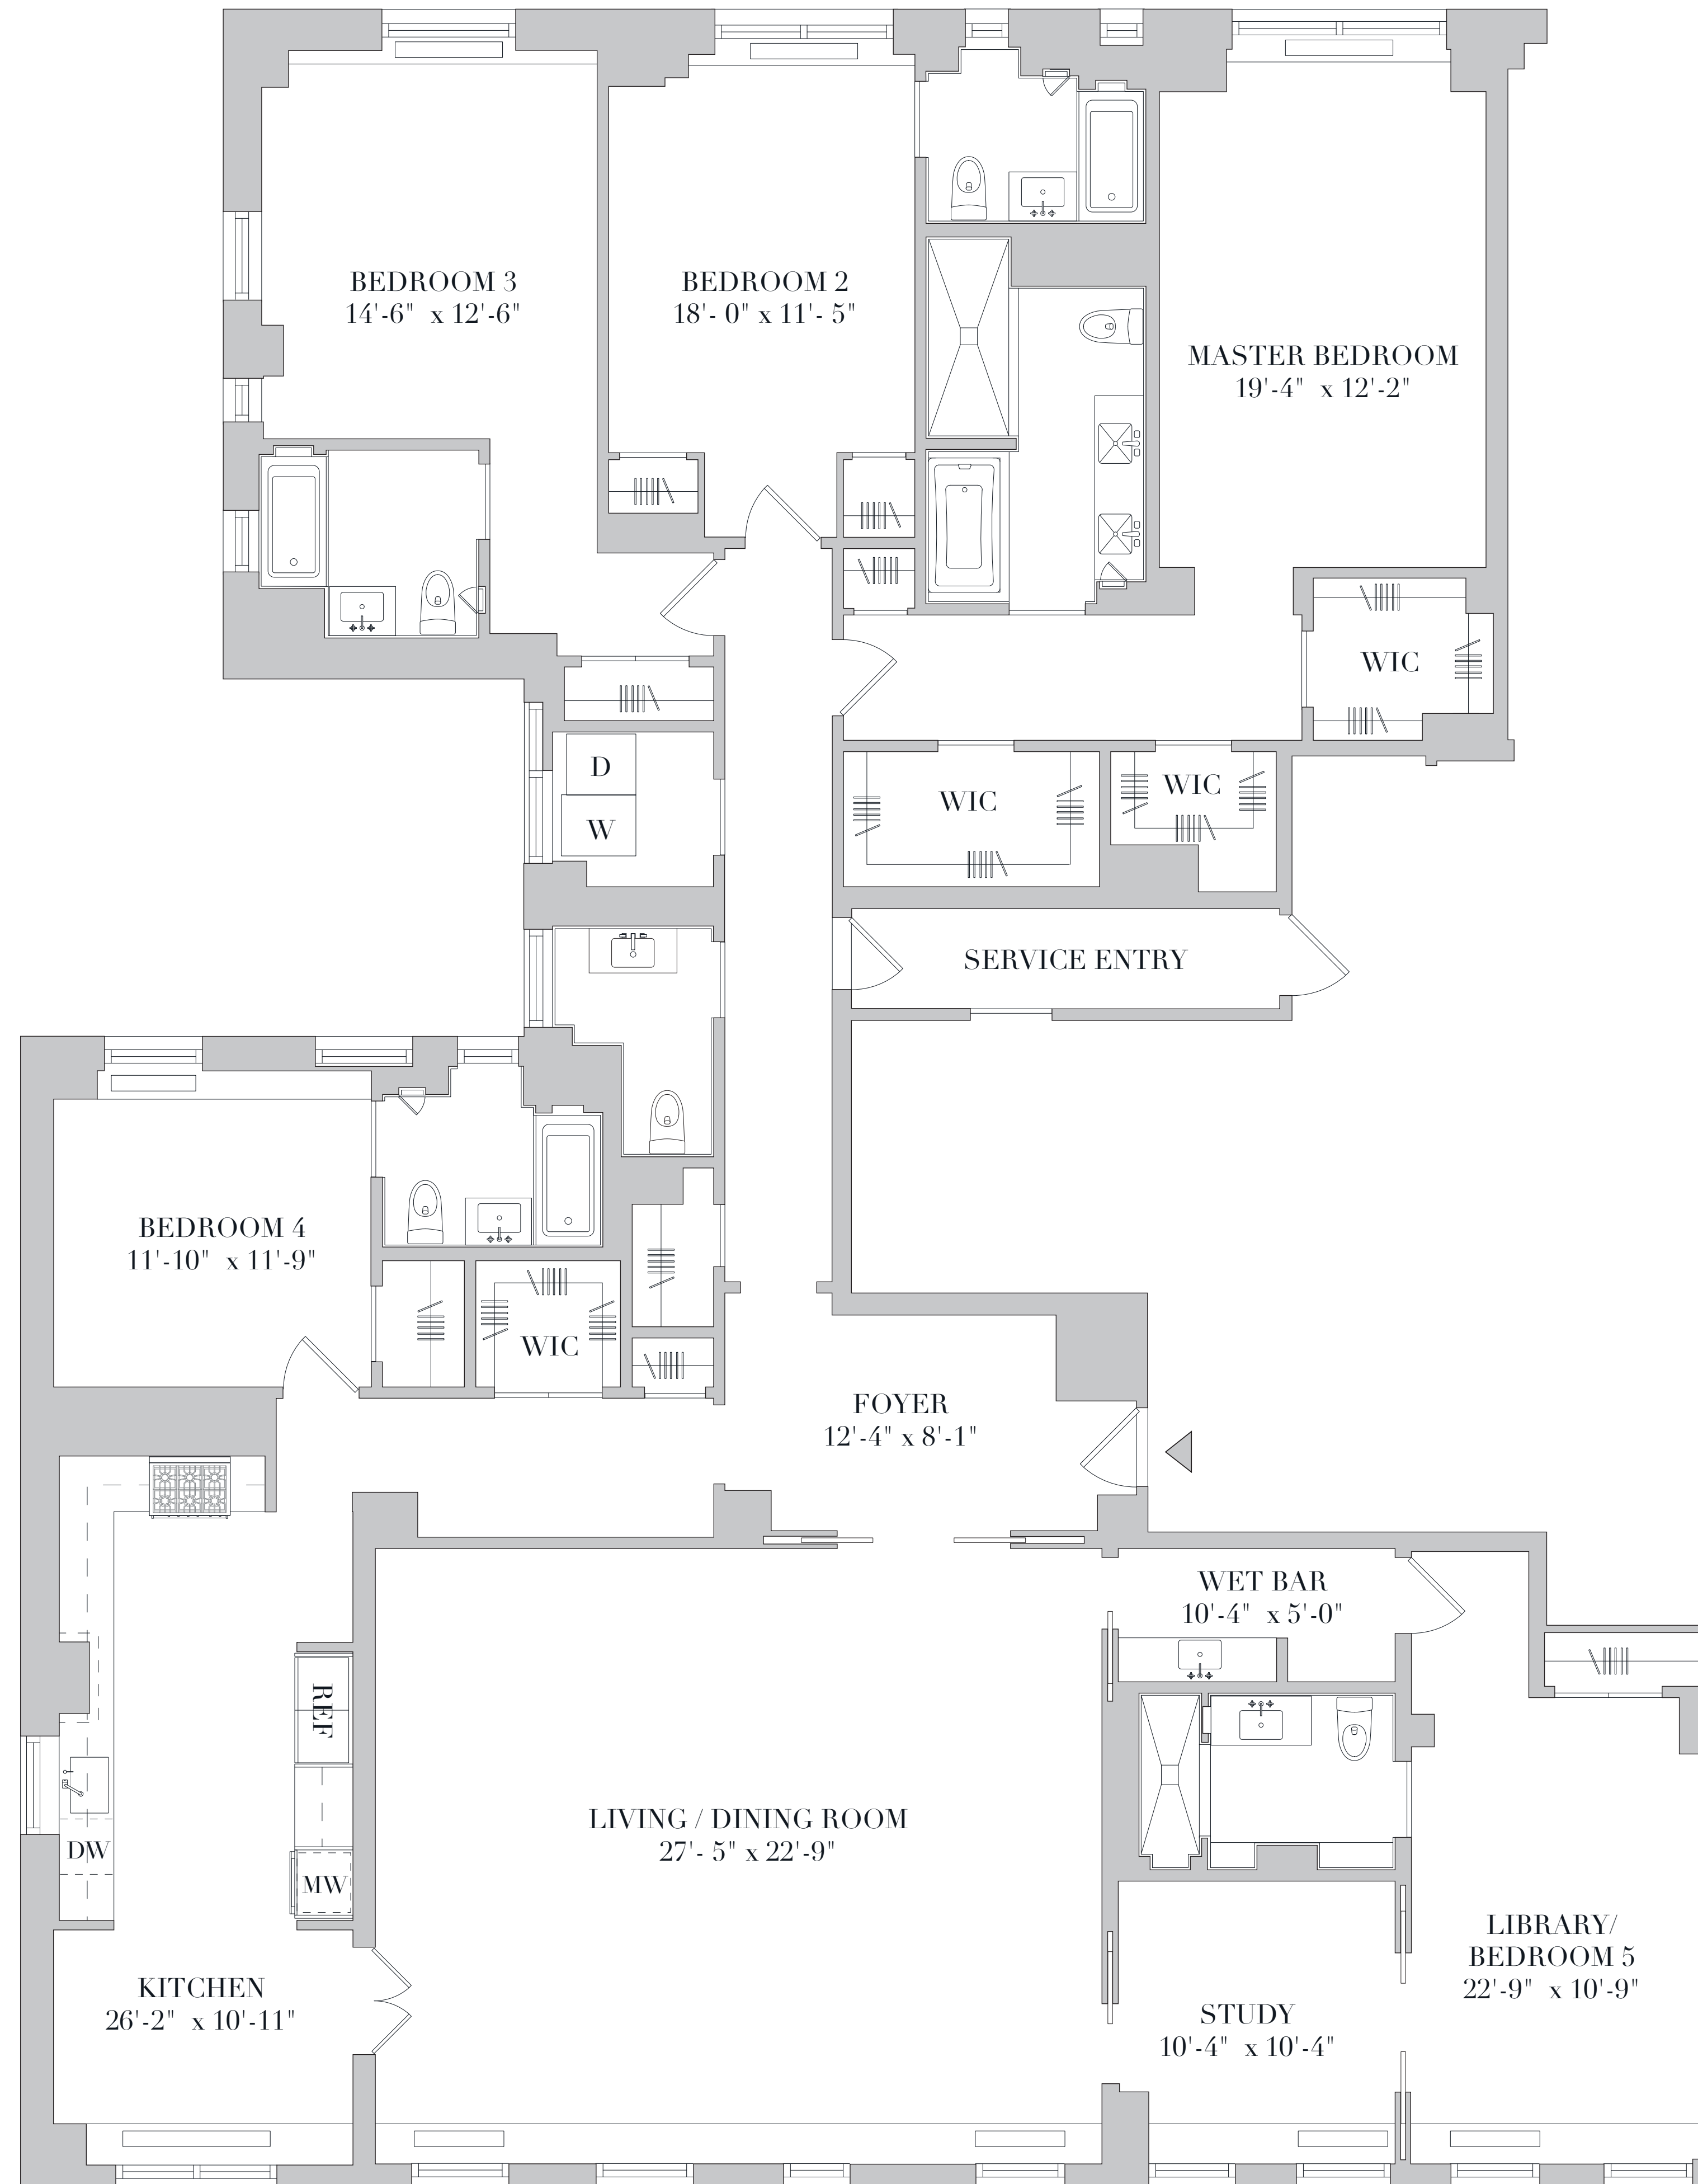 BEDROOM 3
14'-6" x 12'-6"
BEDROOM 2
18'- 0" x 11'- 5"
MASTER BEDROOM
19'-4" x 12'-2"
WIC
D
W
WIC
WIC
SERVICE ENTRY
BEDROOM 4
11'-10" x 11'-9"
WIC
FOYER
12'-4" x 8'-1"
WET BAR
10'-4" x 5'-0"
REF
LIVING / DINING ROOM
27'- 5" x 22'-9"
DW
MW
LIBRARY/
BEDROOM 5
22'-9" x 10'-9"
KITCHEN
26'-2" x 10'-11"
STUDY
10'-4" x 10'-4"